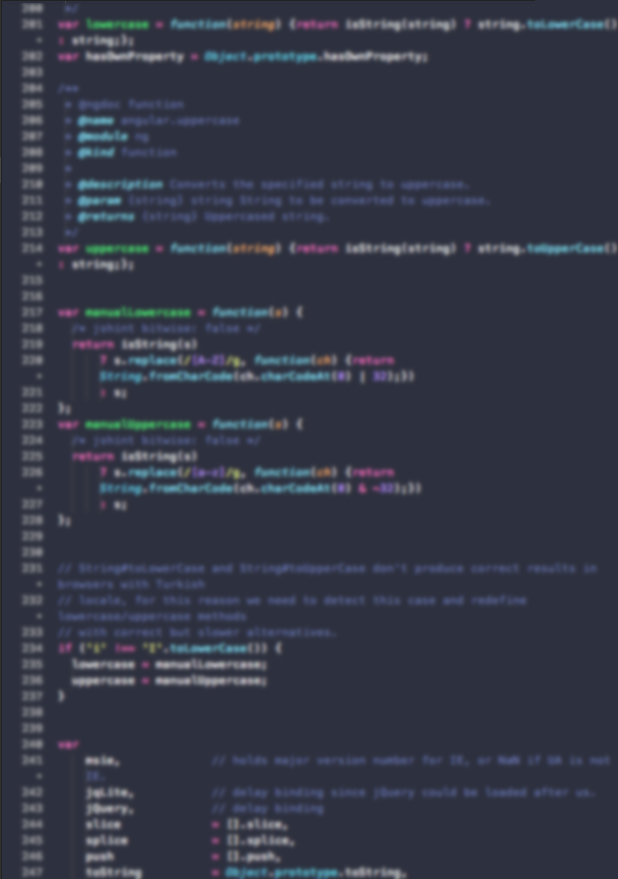 200  */
201 var lowercase = function(string) {return isString(string) ? string.toLowerCase()
• : string;};
202 var hasOwnProperty = Object.prototype.hasOwnProperty;
203
204 /**
205  * @ngdoc function
206  * @name angular.uppercase
207  * @module ng
208  * @kind function
209  *
210  * @description Converts the specified string to uppercase.
211  * @param {string} string String to be converted to uppercase.
212  * @returns {string} Uppercased string.
213  */
214 var uppercase = function(string) {return isString(string) ? string.toUpperCase()
• : string;};
215
216
217 var manualLowercase = function(s) {
218   /* jshint bitwise: false */
219   return isString(s)
220       ? s.replace(/[A-Z]/g, function(ch) {return
•       String.fromCharCode(ch.charCodeAt(0) | 32);})
221       : s;
222 };
223 var manualUppercase = function(s) {
224   /* jshint bitwise: false */
225   return isString(s)
226       ? s.replace(/[a-z]/g, function(ch) {return
•       String.fromCharCode(ch.charCodeAt(0) & ~32);})
227       : s;
228 };
229
230
231 // String#toLowerCase and String#toUpperCase don't produce correct results in
• browsers with Turkish
232 // locale, for this reason we need to detect this case and redefine
• lowercase/uppercase methods
233 // with correct but slower alternatives.
234 if ('i' !== 'I'.toLowerCase()) {
235   lowercase = manualLowercase;
236   uppercase = manualUppercase;
237 }
238
239
240 var
241     msie,             // holds major version number for IE, or NaN if UA is not
•     IE.
242     jqLite,           // delay binding since jQuery could be loaded after us.
243     jQuery,           // delay binding
244     slice             = [].slice,
245     splice            = [].splice,
246     push              = [].push,
247     toString          = Object.prototype.toString,